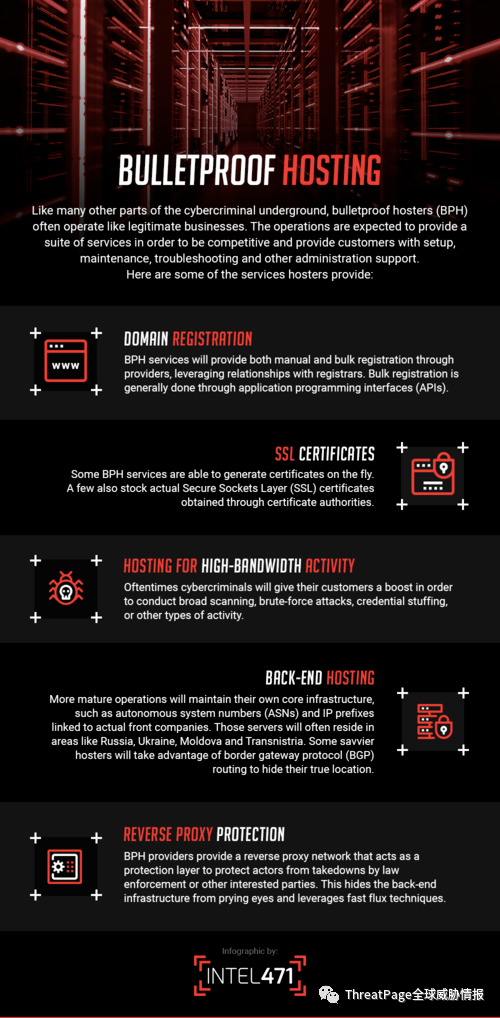 BULLETPROOF HOSTING
Like many other parts of the cybercriminal underground, bulletproof hosters (BPH)
often operate like legitimate businesses. The operations are expected to provide a
suite of services in order to be competitive and provide customers with setup,
maintenance, troubleshooting and other administration support.
Here are some of the services hosters provide:
DOMAIN REGISTRATION
www
BPH services will provide both manual and bulk registration through
providers, leveraging relationships with registrars. Bulk registration is
generally done through application programming interfaces (APIs).
SSL CERTIFICATES
Some BPH services are able to generate certificates on the fly.
A few also stock actual Secure Sockets Layer (SSL) certificates
obtained through certificate authorities.
HOSTING FOR HIGH-BANDWIDTH ACTIVITY
Oftentimes cybercriminals will give their customers a boost in order
to conduct broad scanning, brute-force attacks, credential stuffing,
or other types of activity.
BACK-END HOSTING
More mature operations will maintain their own core infrastructure,
such as autonomous system numbers (ASNs) and IP prefixes
linked to actual front companies. Those servers will often reside in
areas like Russia, Ukraine, Moldova and Transnistria. Some savvier
hosters will take advantage of border gateway protocol (BGP)
routing to hide their true location.
REVERSE PROXY PROTECTION
BPH providers provide a reverse proxy network that acts as a
protection layer to protect actors from takedowns by law
enforcement or other interested parties. This hides the back-end
infrastructure from prying eyes and leverages fast flux techniques.
Infographic by:
INTEL471
ThreatPage全球威胁情报